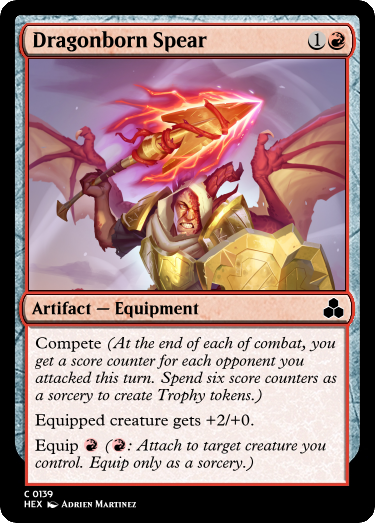 Dragonborn Spear 1
Artifact — Equipment
Compete (At the end of each of combat, you
get a score counter for each opponent you
attacked this turn. Spend six score counters as
a sorcery to create Trophy tokens.)
Equipped creature gets +2/+0.
Equip (: Attach to target creature you
control. Equip only as a sorcery.)
C 0139
HEX Adrien Martinez